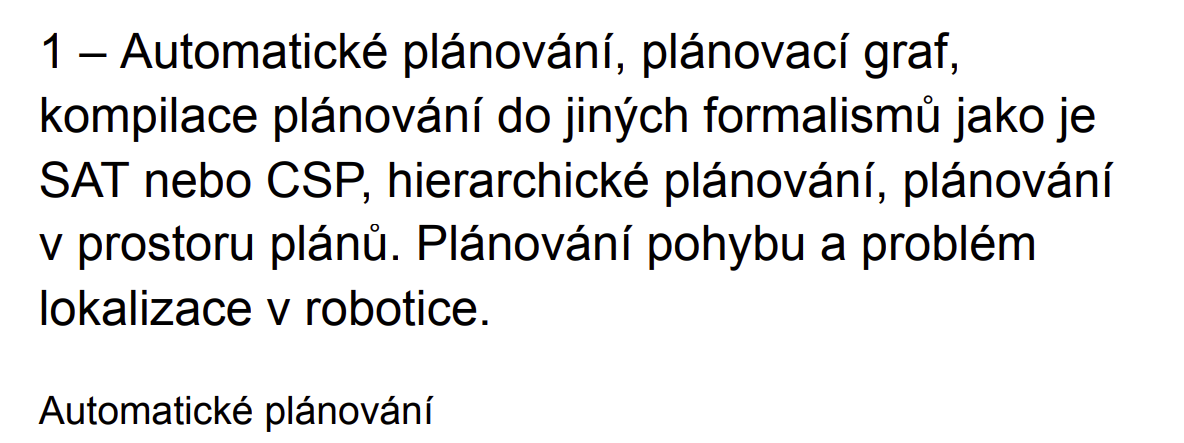 1 – Automatické plánování, plánovací graf,
kompilace plánování do jiných formalismů jako je
SAT nebo CSP, hierarchické plánování, plánování
v prostoru plánů. Plánování pohybu a problém
lokalizace v robotice.
Automatické plánování